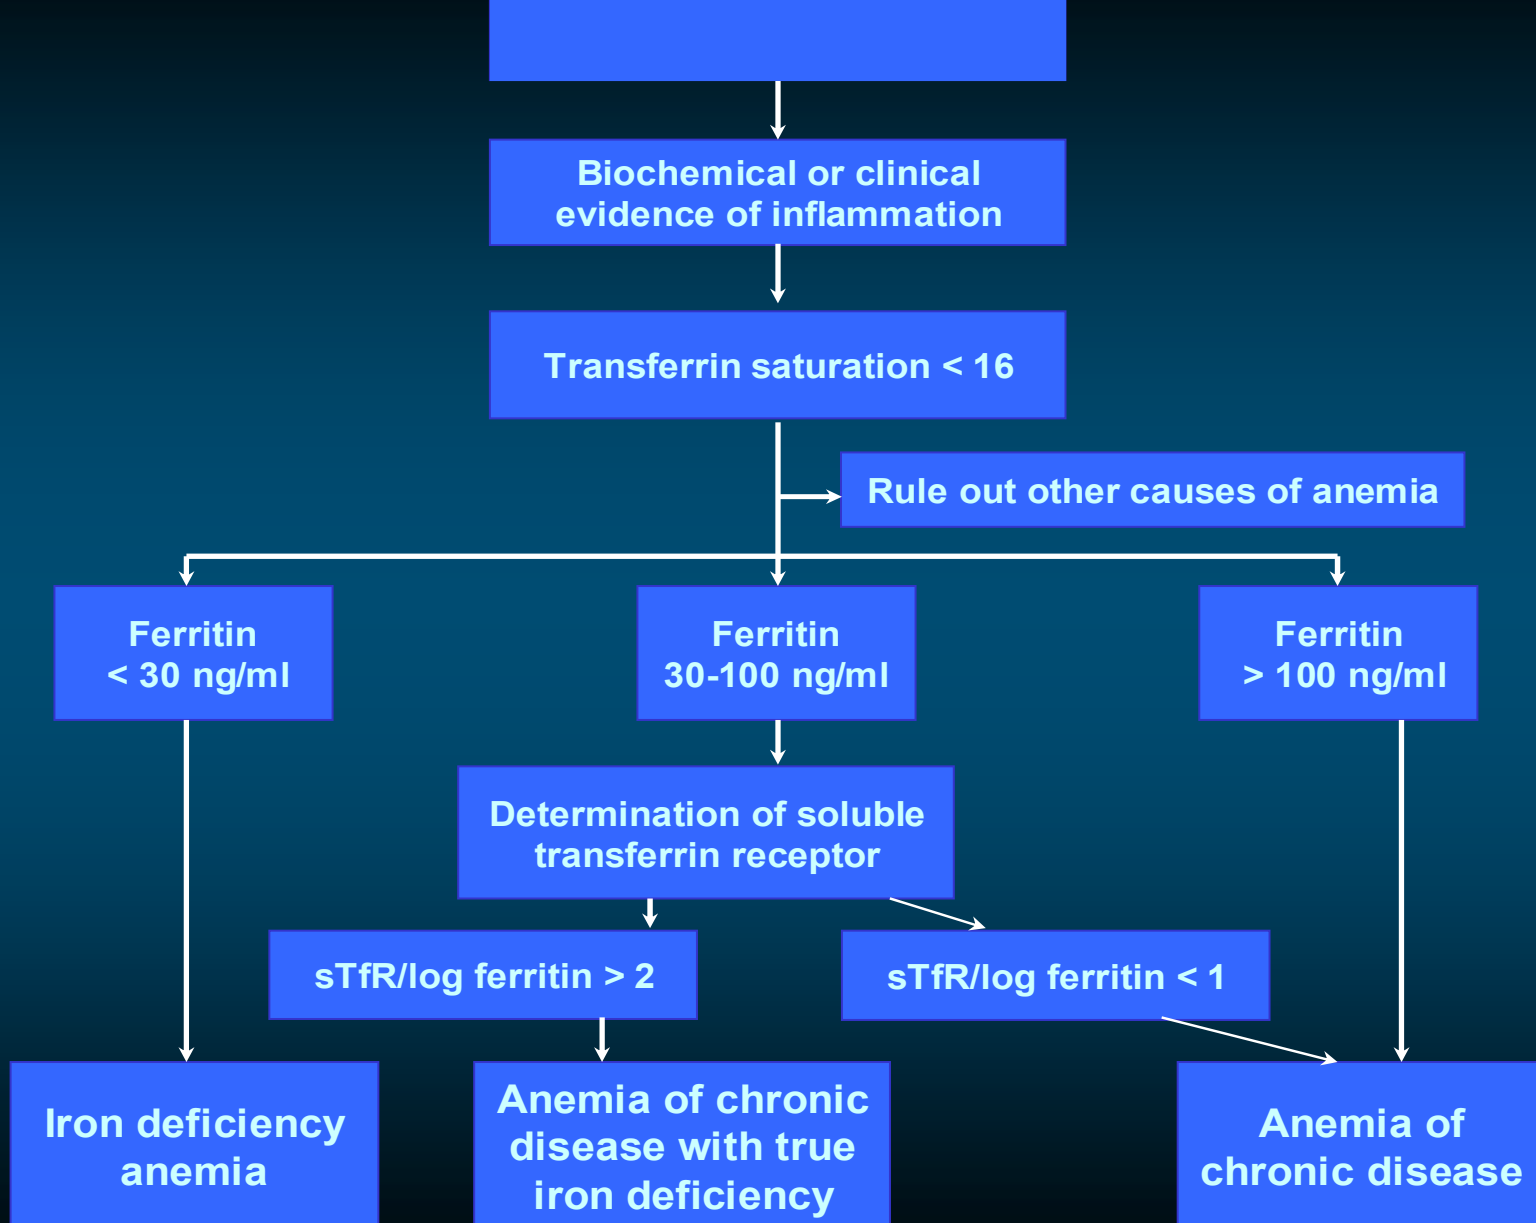 Biochemical or clinical
evidence of inflammation
Transferrin saturation < 16
Rule out other causes of anemia
Ferritin
< 30 ng/ml
Ferritin
30-100 ng/ml
Ferritin
> 100 ng/ml
Determination of soluble
transferrin receptor
sTfR/log ferritin > 2
sTfR/log ferritin < 1
Iron deficiency
anemia
Anemia of chronic
disease with true
iron deficiency
Anemia of
chronic disease